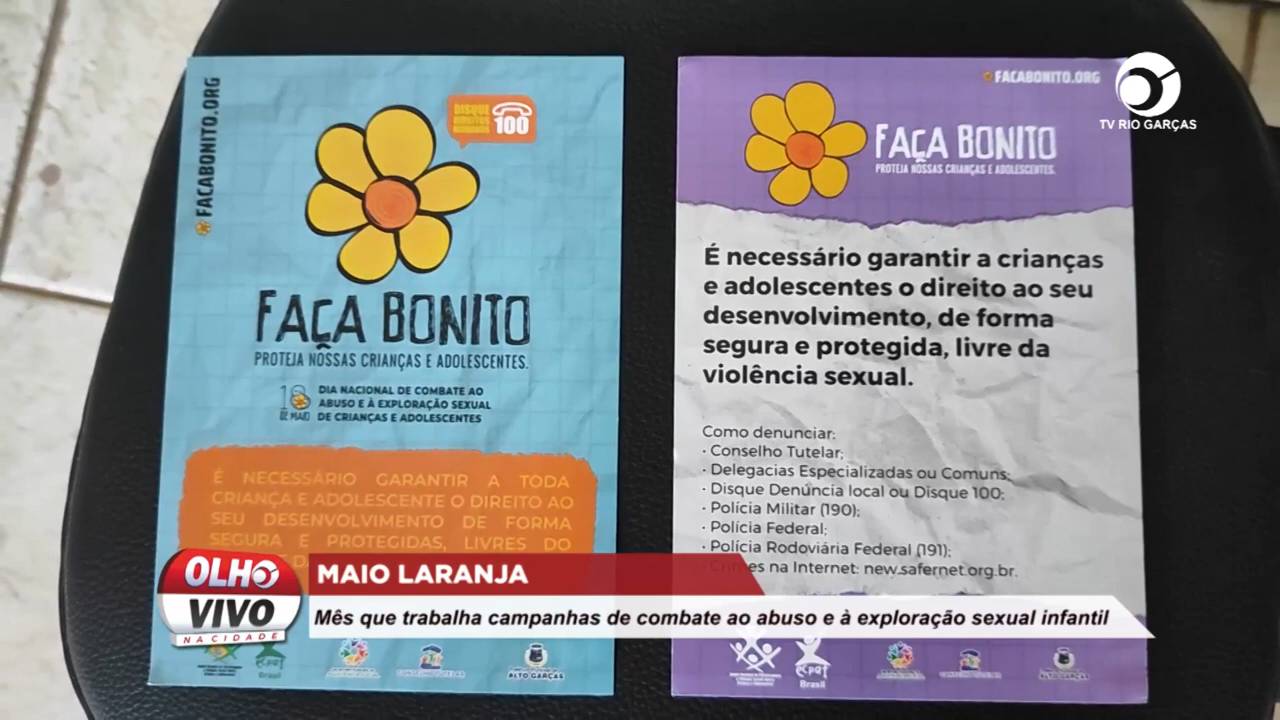 FACABONITO.ORG
DISQUE
DIREITOS
HUMANOS
100
FAÇA BONITO
PROTEJA NOSSAS CRIANÇAS E ADOLESCENTES.
18
DE MAIO
DIA NACIONAL DE COMBATE AO
ABUSO E À EXPLORAÇÃO SEXUAL
DE CRIANÇAS E ADOLESCENTES
É NECESSÁRIO GARANTIR A TODA
CRIANÇA E ADOLESCENTE O DIREITO AO
SEU DESENVOLVIMENTO DE FORMA
SEGURA E PROTEGIDAS, LIVRES DO
CONSELHO TUTELAR
ALTO GARÇAS
FACABONITO.ORG
FAÇA BONITO
PROTEJA NOSSAS CRIANÇAS E ADOLESCENTES.
É necessário garantir a crianças
e adolescentes o direito ao seu
desenvolvimento, de forma
segura e protegida, livre da
violência sexual.
Como denunciar:
• Conselho Tutelar;
• Delegacias Especializadas ou Comuns;
• Disque Denúncia local ou Disque 100;
• Polícia Militar (190);
• Polícia Federal;
• Polícia Rodoviária Federal (191);
• Crimes na Internet: new.safernet.org.br.
Brasil
CONSELHO TUTELAR
ALTO GARÇAS
TV RIO GARÇAS
OLHO
VIVO
NA CIDADE
MAIO LARANJA
Mês que trabalha campanhas de combate ao abuso e à exploração sexual infantil